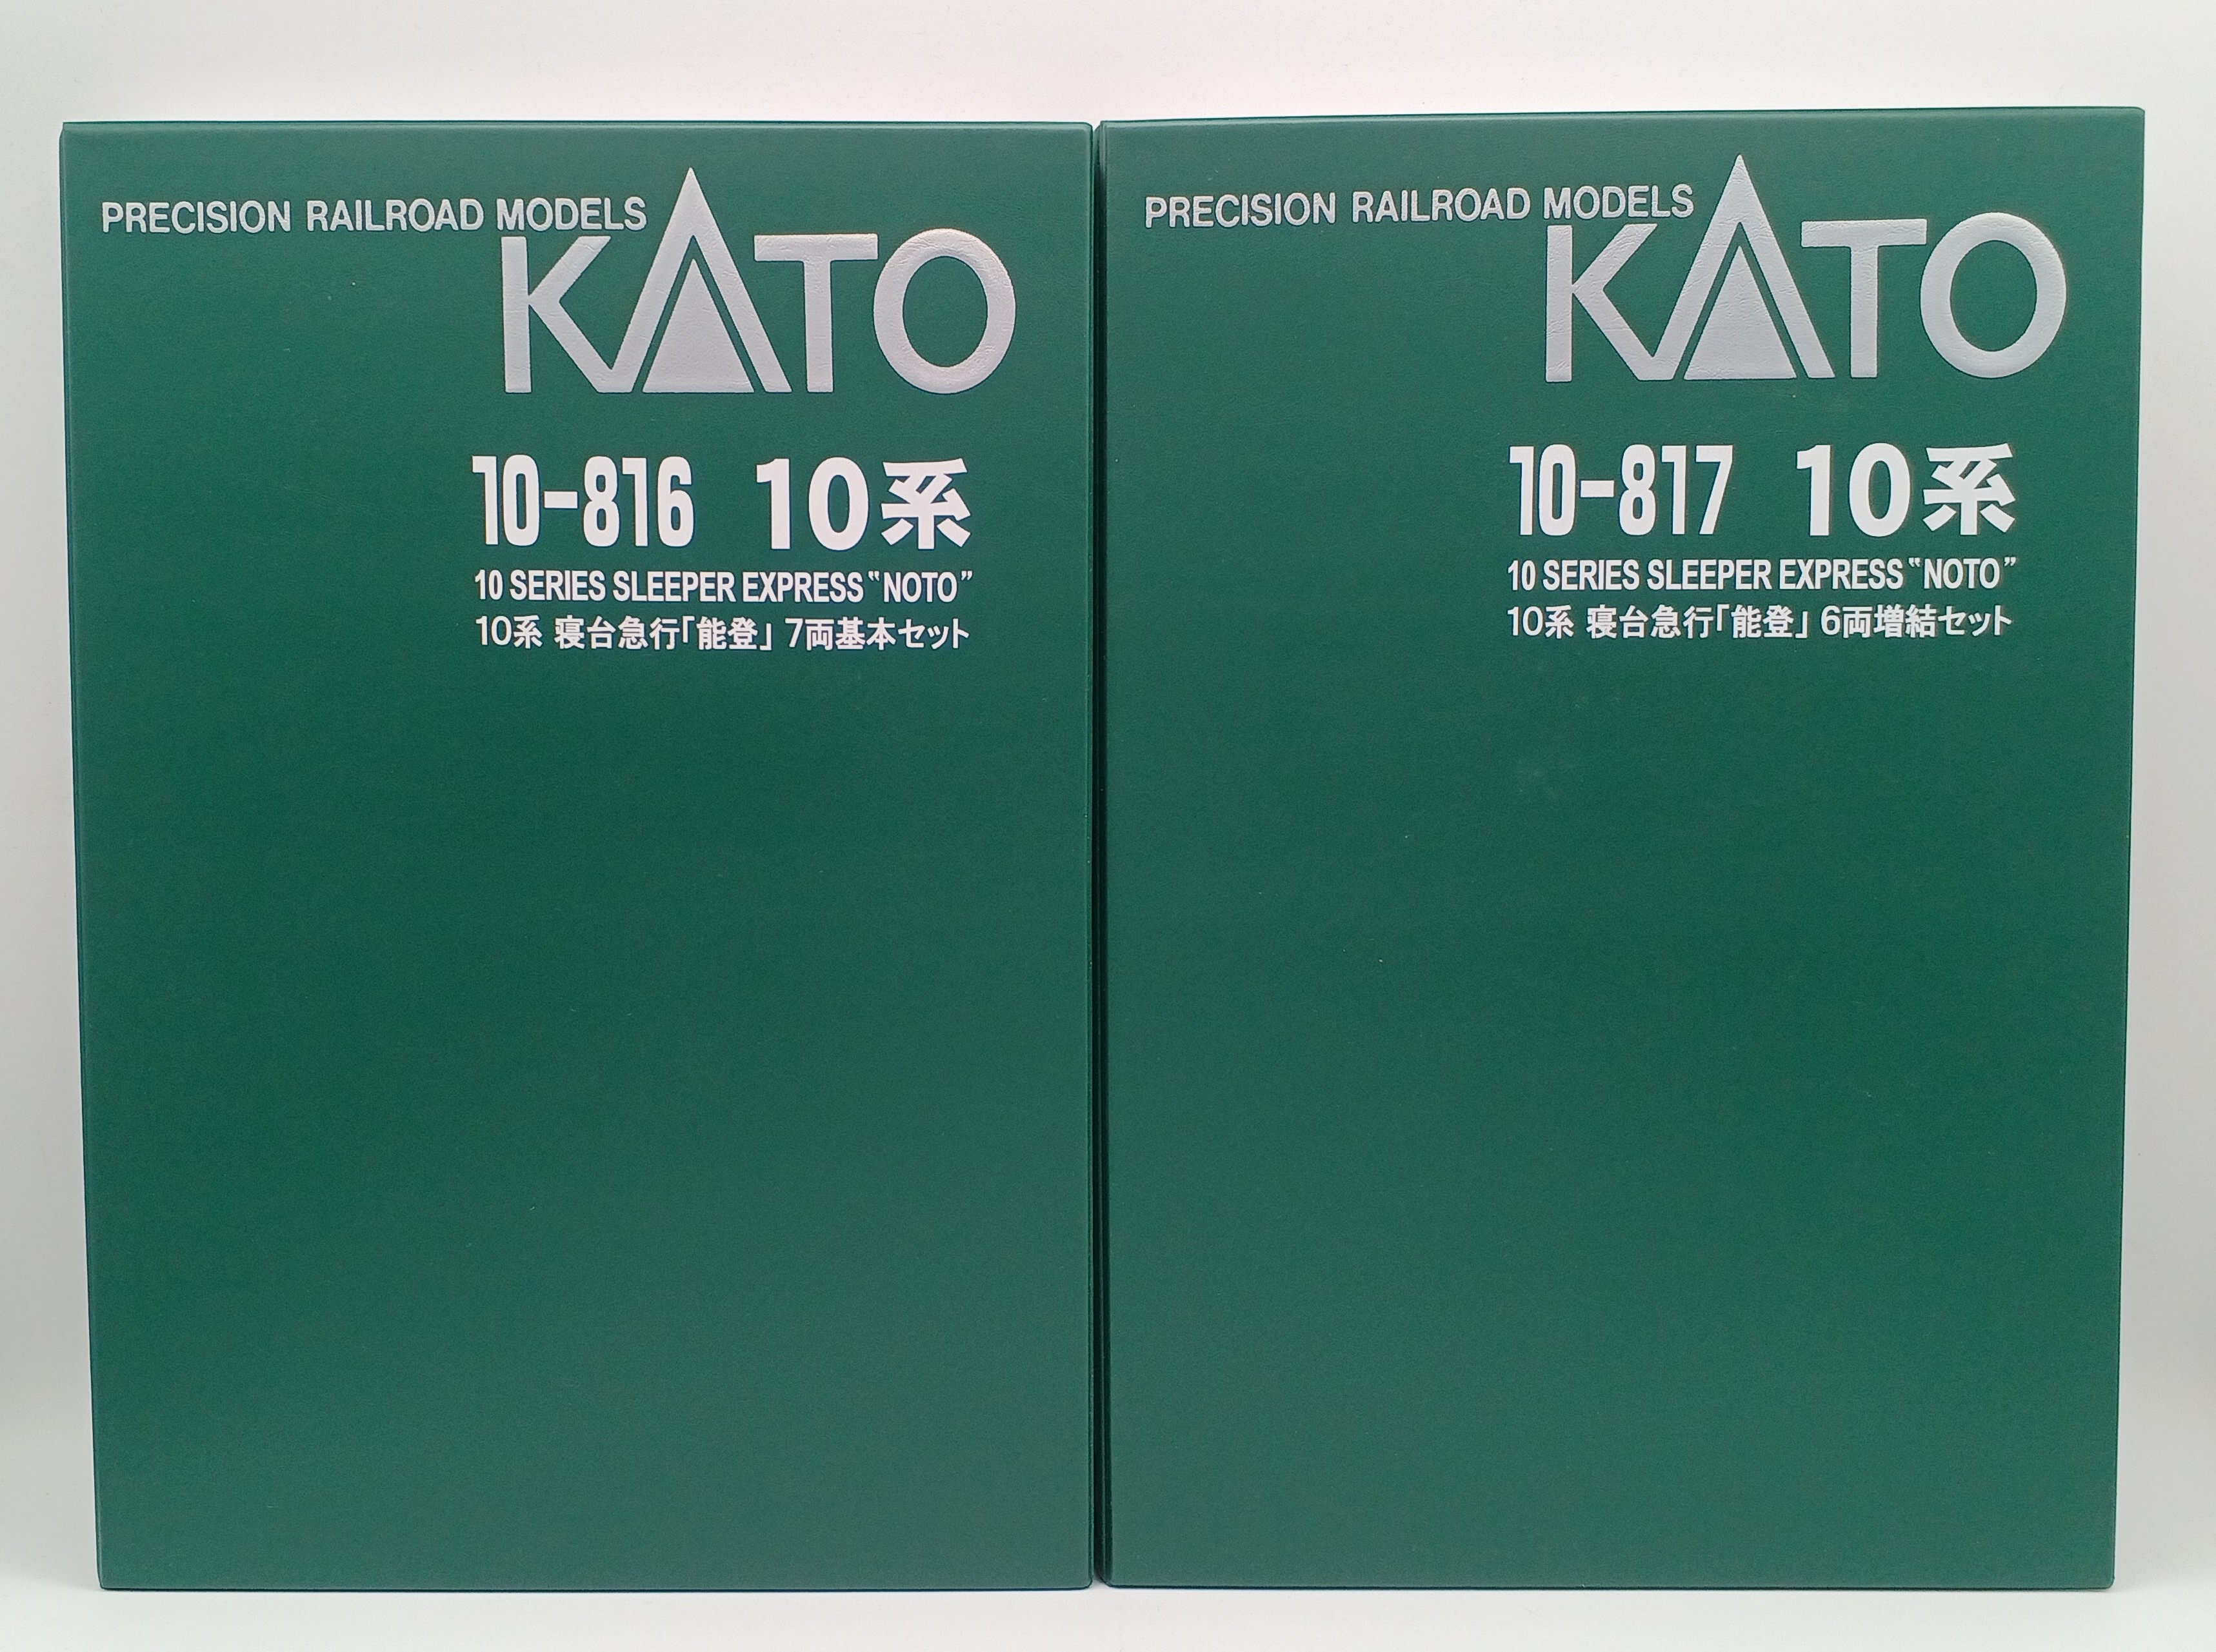 PRECISION RAILROAD MODELS
KATO
10-816 10系
10 SERIES SLEEPER EXPRESS “NOTO”
10系 寝台急行「能登」 7両基本セット
PRECISION RAILROAD MODELS
KATO
10-817 10系
10 SERIES SLEEPER EXPRESS “NOTO”
10系 寝台急行「能登」 6両増結セット